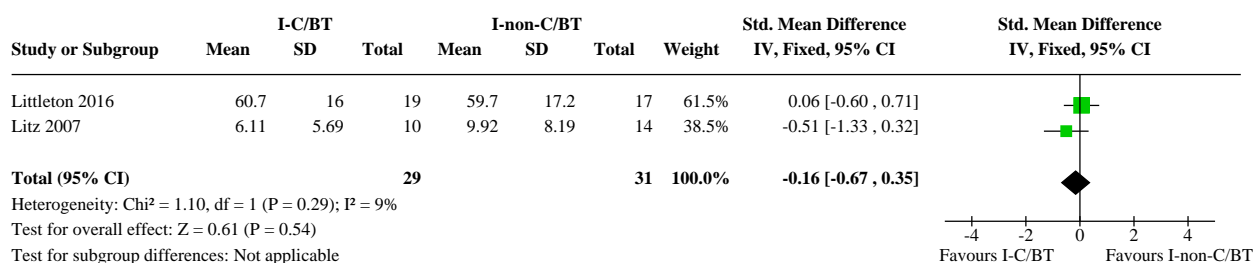 I-C/BT I-non-C/BT Std. Mean Difference Std. Mean Difference
Study or Subgroup Mean SD Total Mean SD Total Weight IV, Fixed, 95% CI IV, Fixed, 95% CI
Littleton 2016 60.7 16 19 59.7 17.2 17 61.5% 0.06 [-0.60 , 0.71]
Litz 2007 6.11 5.69 10 9.92 8.19 14 38.5% -0.51 [-1.33 , 0.32]
Total (95% CI) 29 31 100.0% -0.16 [-0.67 , 0.35]
Heterogeneity: Chi² = 1.10, df = 1 (P = 0.29); I² = 9%
Test for overall effect: Z = 0.61 (P = 0.54)
-4 -2 0 2 4
Test for subgroup differences: Not applicable Favours I-C/BT Favours I-non-C/BT